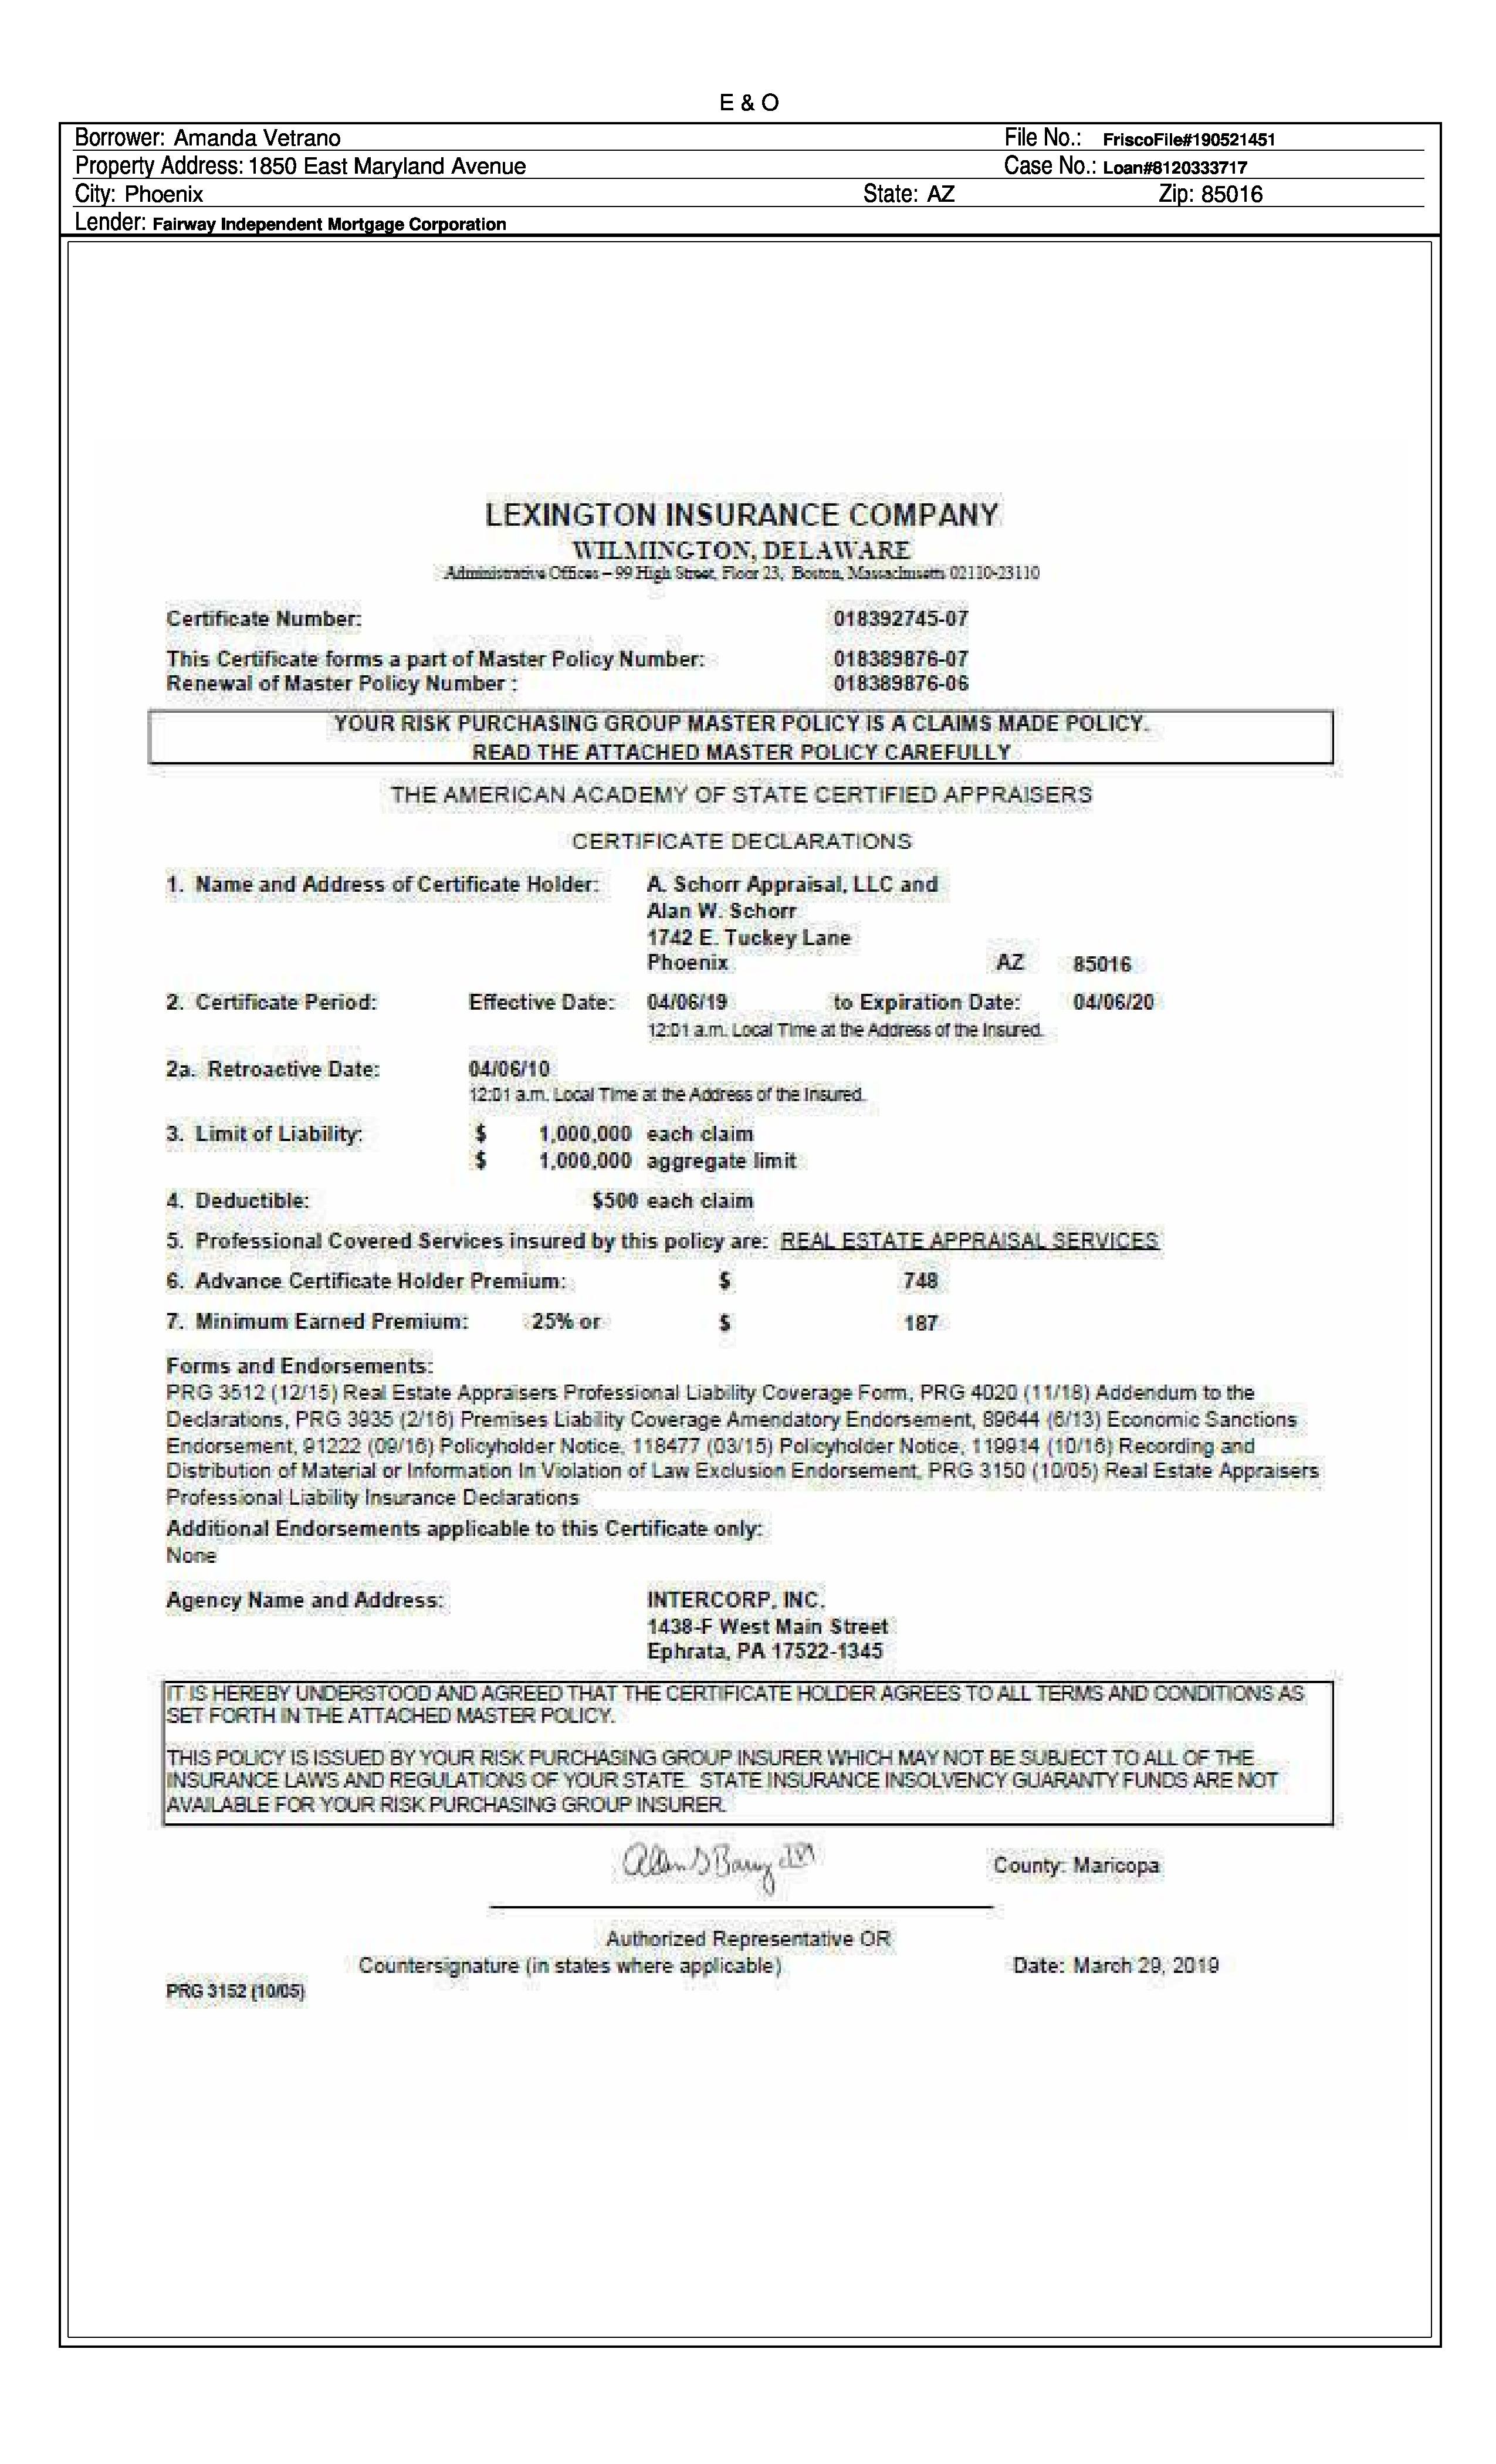 E & O
Borrower: Amanda Vetrano File No.: FriscoFile#190521451
Property Address: 1850 East Maryland Avenue Case No.: Loan#8120333717
City: Phoenix State: AZ Zip: 85016
Lender: Fairway Independent Mortgage Corporation
LEXINGTON INSURANCE COMPANY
WILMINGTON, DELAWARE
Administrative Offices – 99 High Street, Floor 23, Boston, Massachusetts 02110-23110
Certificate Number: 018392745-07
This Certificate forms a part of Master Policy Number: 018389876-07
Renewal of Master Policy Number : 018389876-06
YOUR RISK PURCHASING GROUP MASTER POLICY IS A CLAIMS MADE POLICY.
READ THE ATTACHED MASTER POLICY CAREFULLY
THE AMERICAN ACADEMY OF STATE CERTIFIED APPRAISERS
CERTIFICATE DECLARATIONS
1. Name and Address of Certificate Holder: A. Schorr Appraisal, LLC and
Alan W. Schorr
1742 E. Tuckey Lane
Phoenix AZ 85016
2. Certificate Period: Effective Date: 04/06/19 to Expiration Date: 04/06/20
12:01 a.m. Local Time at the Address of the Insured.
2a. Retroactive Date: 04/06/10
12:01 a.m. Local Time at the Address of the Insured.
3. Limit of Liability: $ 1,000,000 each claim
$ 1,000,000 aggregate limit
4. Deductible: $500 each claim
5. Professional Covered Services insured by this policy are: REAL ESTATE APPRAISAL SERVICES
6. Advance Certificate Holder Premium: $ 748
7. Minimum Earned Premium: 25% or $ 187
Forms and Endorsements:
PRG 3512 (12/15) Real Estate Appraisers Professional Liability Coverage Form, PRG 4020 (11/18) Addendum to the
Declarations, PRG 3935 (2/16) Premises Liability Coverage Amendatory Endorsement, 89644 (6/13) Economic Sanctions
Endorsement, 91222 (09/16) Policyholder Notice, 118477 (03/15) Policyholder Notice, 119914 (10/16) Recording and
Distribution of Material or Information In Violation of Law Exclusion Endorsement, PRG 3150 (10/05) Real Estate Appraisers
Professional Liability Insurance Declarations
Additional Endorsements applicable to this Certificate only:
None
Agency Name and Address: INTERCORP, INC.
1438-F West Main Street
Ephrata, PA 17522-1345
IT IS HEREBY UNDERSTOOD AND AGREED THAT THE CERTIFICATE HOLDER AGREES TO ALL TERMS AND CONDITIONS AS
SET FORTH IN THE ATTACHED MASTER POLICY.
THIS POLICY IS ISSUED BY YOUR RISK PURCHASING GROUP INSURER WHICH MAY NOT BE SUBJECT TO ALL OF THE
INSURANCE LAWS AND REGULATIONS OF YOUR STATE. STATE INSURANCE INSOLVENCY GUARANTY FUNDS ARE NOT
AVAILABLE FOR YOUR RISK PURCHASING GROUP INSURER.
County: Maricopa
Authorized Representative OR
Countersignature (in states where applicable) Date: March 29, 2019
PRG 3152 (10/05)